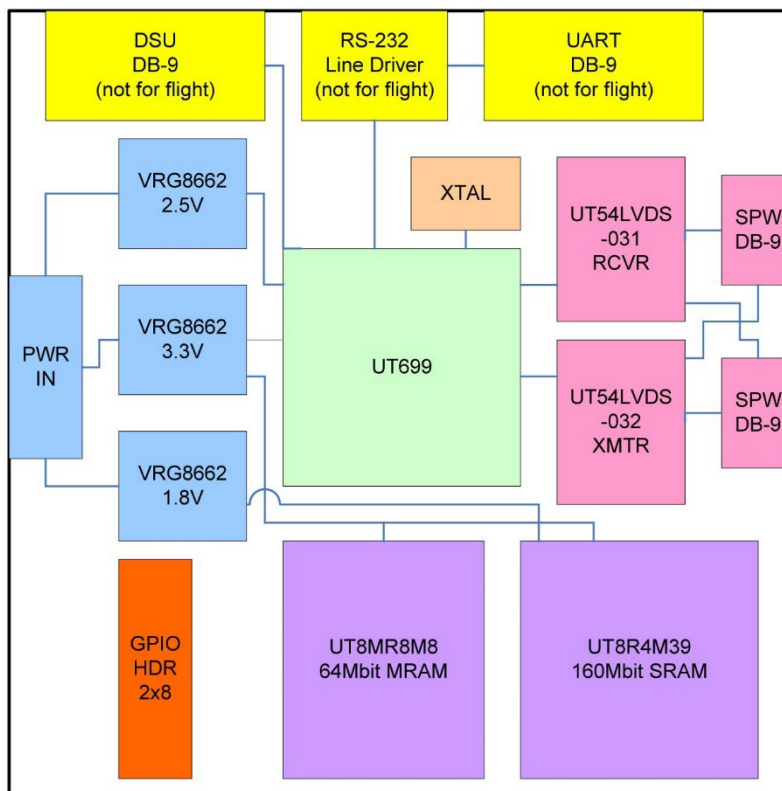 DSU
DB-9
(not for flight)
RS-232
Line Driver
(not for flight)
UART
DB-9
(not for flight)
VRG8662
2.5V
XTAL
UT54LVDS
-031
RCVR
SPW
DB-9
PWR
IN
VRG8662
3.3V
UT699
UT54LVDS
-032
XMTR
SPW
DB-9
VRG8662
1.8V
GPIO
HDR
2x8
UT8MR8M8
64Mbit MRAM
UT8R4M39
160Mbit SRAM